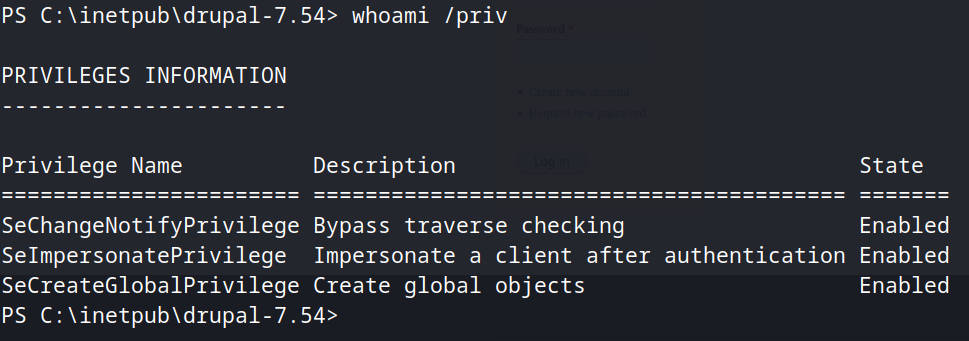 PS C:\inetpub\drupal-7.54> whoami /priv
Password *
PRIVILEGES INFORMATION
----------------------
• Create new account
• Request new password
Log in
Privilege Name          Description                               State
======================= ========================================= =======
SeChangeNotifyPrivilege Bypass traverse checking                  Enabled
SeImpersonatePrivilege  Impersonate a client after authentication Enabled
SeCreateGlobalPrivilege Create global objects                     Enabled
PS C:\inetpub\drupal-7.54>